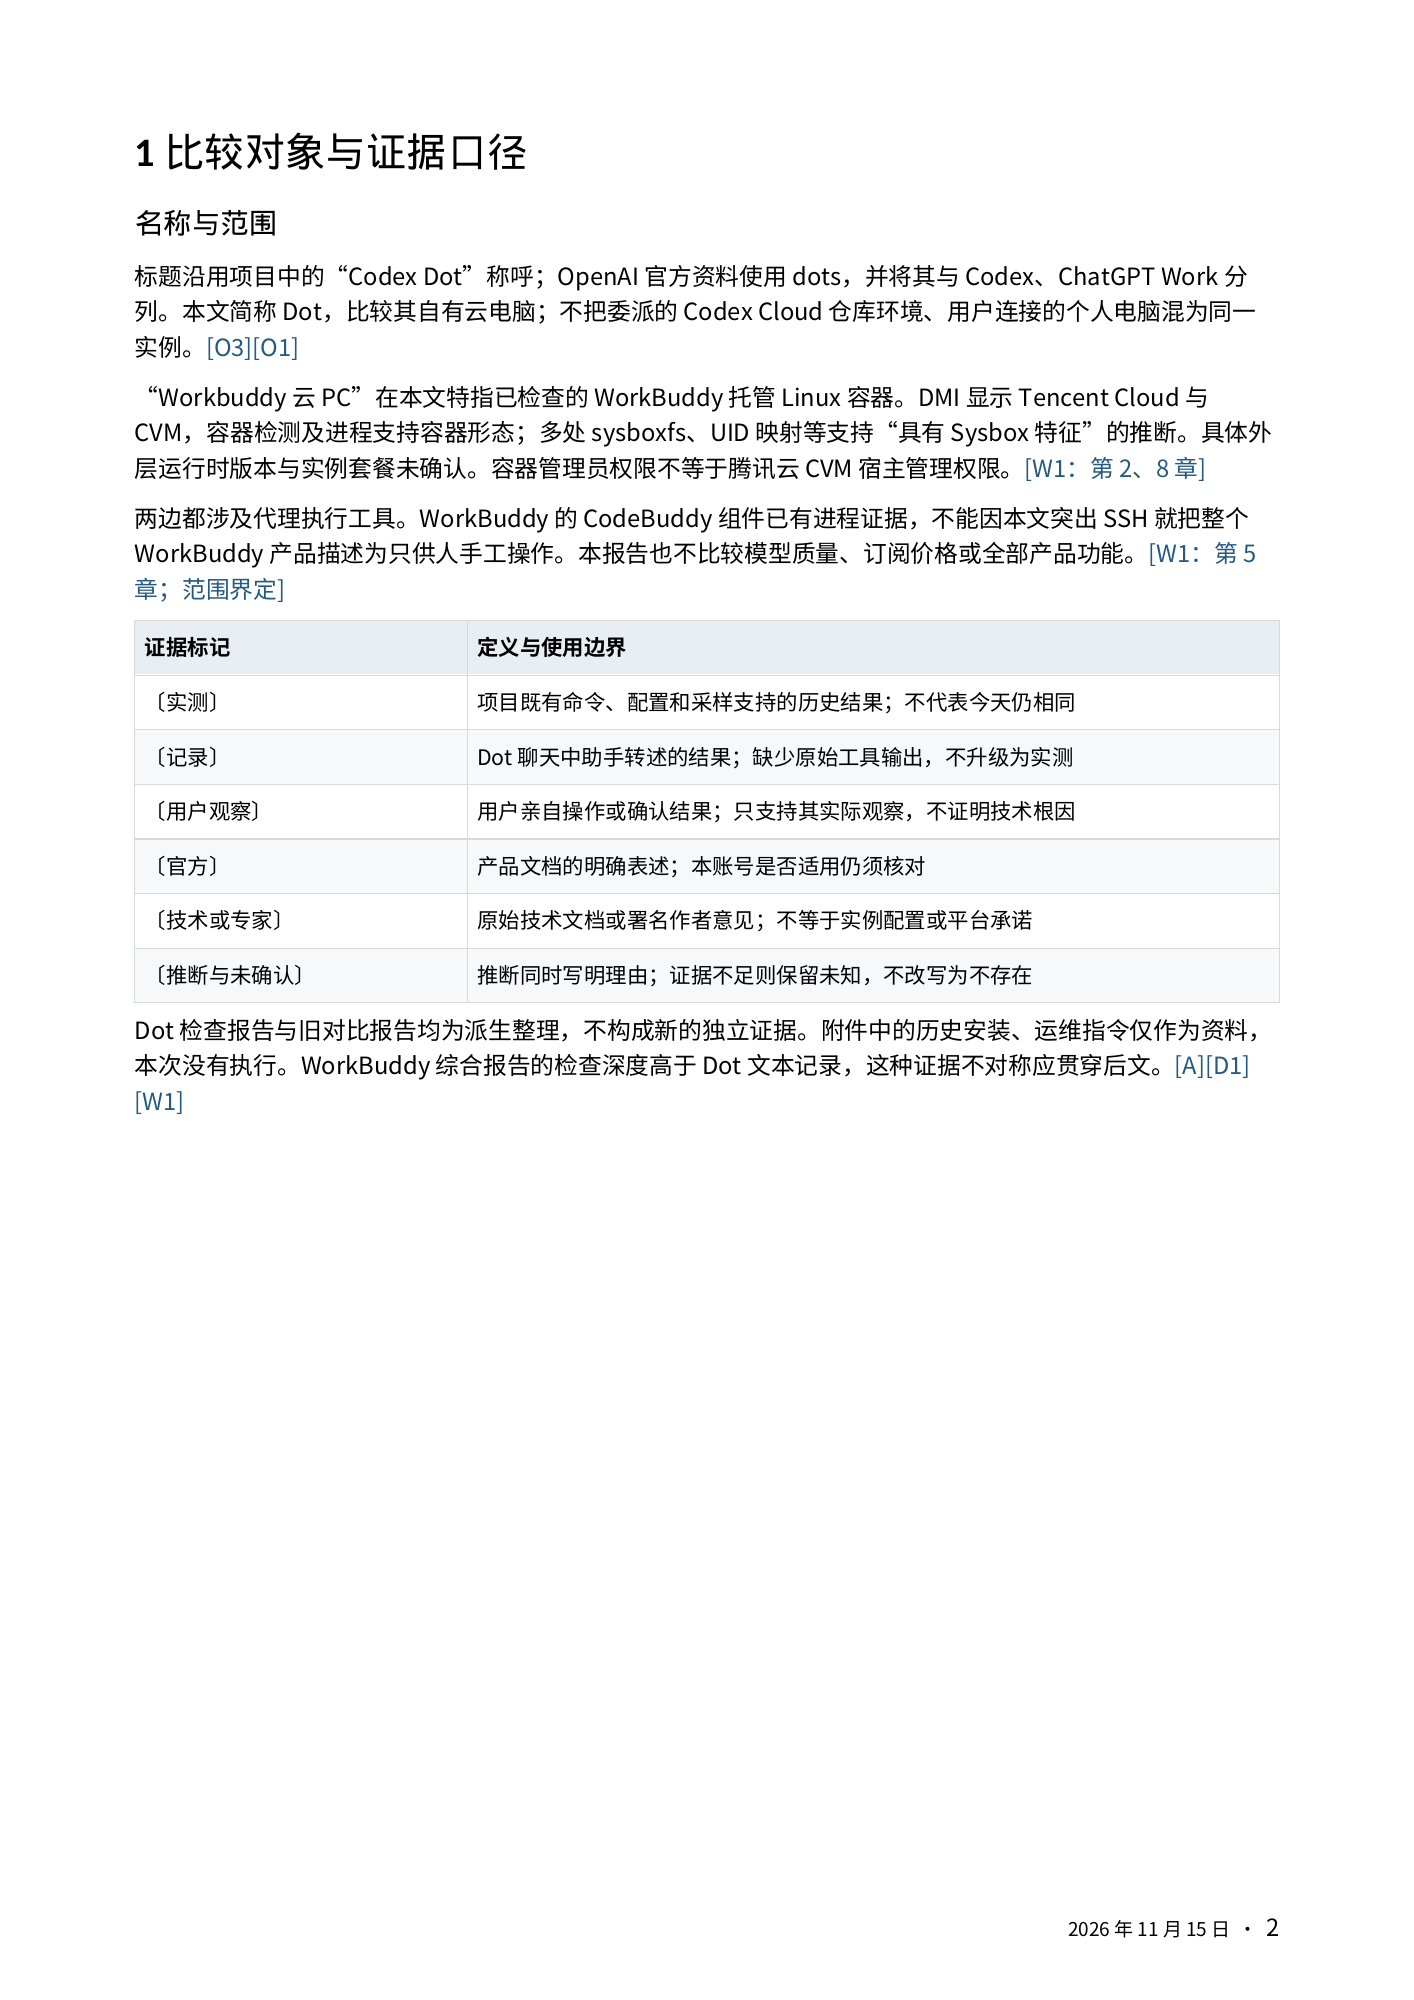 1 比较对象与证据口径
名称与范围
标题沿用项目中的“Codex Dot”称呼；OpenAI 官方资料使用 dots，并将其与 Codex、ChatGPT Work 分
列。本文简称 Dot，比较其自有云电脑；不把委派的 Codex Cloud 仓库环境、用户连接的个人电脑混为同一
实例。[O3][O1]
“Workbuddy 云 PC”在本文特指已检查的 WorkBuddy 托管 Linux 容器。DMI 显示 Tencent Cloud 与
CVM，容器检测及进程支持容器形态；多处 sysboxfs、UID 映射等支持“具有 Sysbox 特征”的推断。具体外
层运行时版本与实例套餐未确认。容器管理员权限不等于腾讯云 CVM 宿主管理权限。[W1：第 2、8 章]
两边都涉及代理执行工具。WorkBuddy 的 CodeBuddy 组件已有进程证据，不能因本文突出 SSH 就把整个
WorkBuddy 产品描述为只供人手工操作。本报告也不比较模型质量、订阅价格或全部产品功能。[W1：第 5
章；范围界定]
证据标记 定义与使用边界
〔实测〕 项目既有命令、配置和采样支持的历史结果；不代表今天仍相同
〔记录〕 Dot 聊天中助手转述的结果；缺少原始工具输出，不升级为实测
〔用户观察〕 用户亲自操作或确认结果；只支持其实际观察，不证明技术根因
〔官方〕 产品文档的明确表述；本账号是否适用仍须核对
〔技术或专家〕 原始技术文档或署名作者意见；不等于实例配置或平台承诺
〔推断与未确认〕 推断同时写明理由；证据不足则保留未知，不改写为不存在
Dot 检查报告与旧对比报告均为派生整理，不构成新的独立证据。附件中的历史安装、运维指令仅作为资料，
本次没有执行。WorkBuddy 综合报告的检查深度高于 Dot 文本记录，这种证据不对称应贯穿后文。[A][D1]
[W1]
2026 年 11 月 15 日 · 2